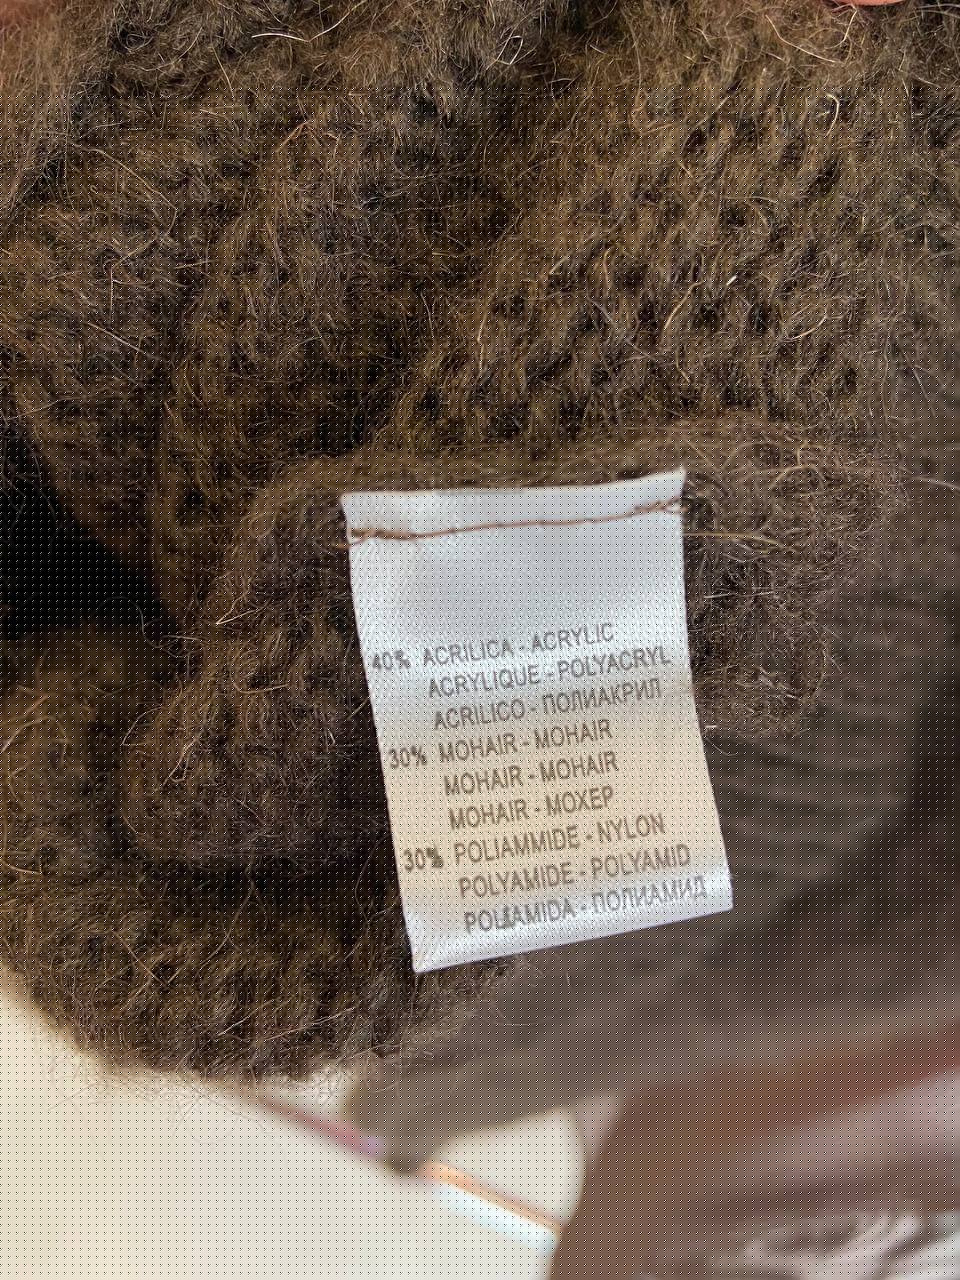 40% ACRILICA - ACRYLIC
ACRYLIQUE - POLYACRYL
ACRILICO - ПОЛИАКРИЛ
30% MOHAIR - MOHAIR
MOHAIR - MOHAIR
MOHAIR - МОХЕР
30% POLIAMMIDE - NYLON
POLYAMIDE - POLYAMID
POLIAMIDA - ПОЛИАМИД